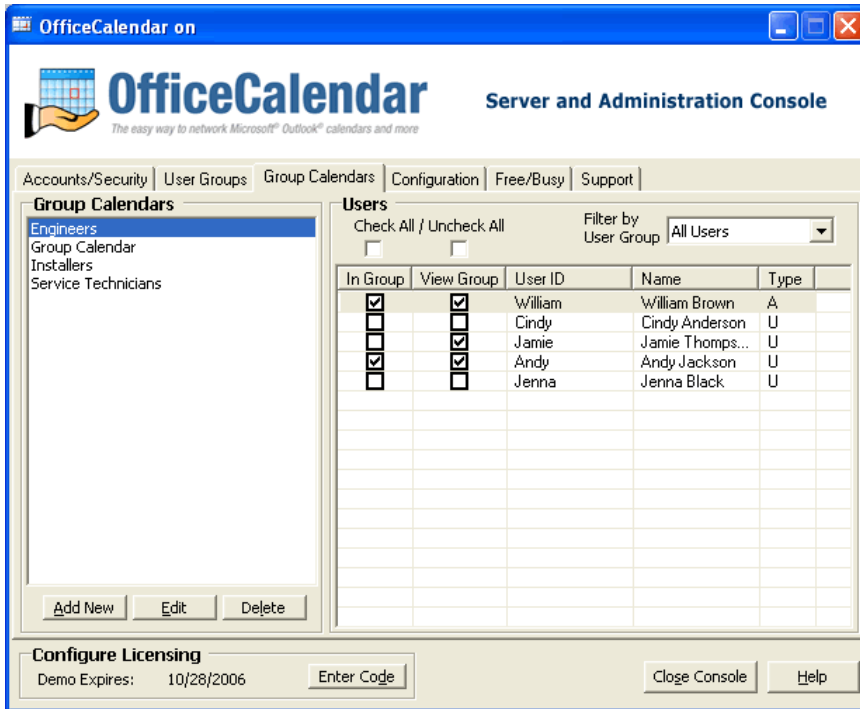 OfficeCalendar on
OfficeCalendar
The easy way to network Microsoft® Outlook® calendars and more
Server and Administration Console
Accounts/Security User Groups Group Calendars Configuration Free/Busy Support
Group Calendars
Engineers
Group Calendar
Installers
Service Technicians
Add New Edit Delete
Users
Check All / Uncheck All
Filter by
User Group All Users
In Group View Group User ID Name Type
William William Brown A
Cindy Cindy Anderson U
Jamie Jamie Thomps... U
Andy Andy Jackson U
Jenna Jenna Black U
Configure Licensing
Demo Expires: 10/28/2006 Enter Code
Close Console Help